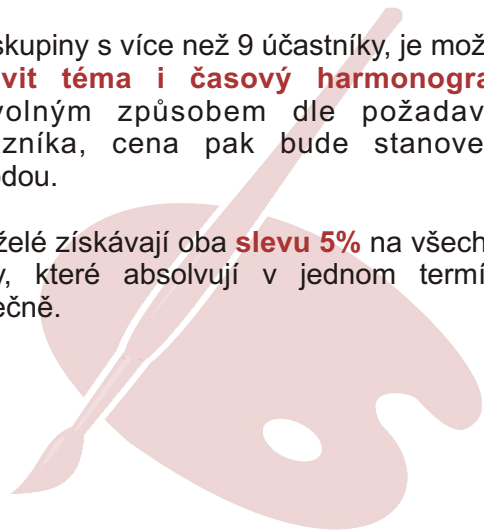 skupiny s více než 9 účastníky, je mož
vit téma i časový harmonogra
volným způsobem dle požadav
zníka, cena pak bude stanove
dou.
želé získávají oba slevu 5% na všech
y, které absolvují v jednom termí
ečně.